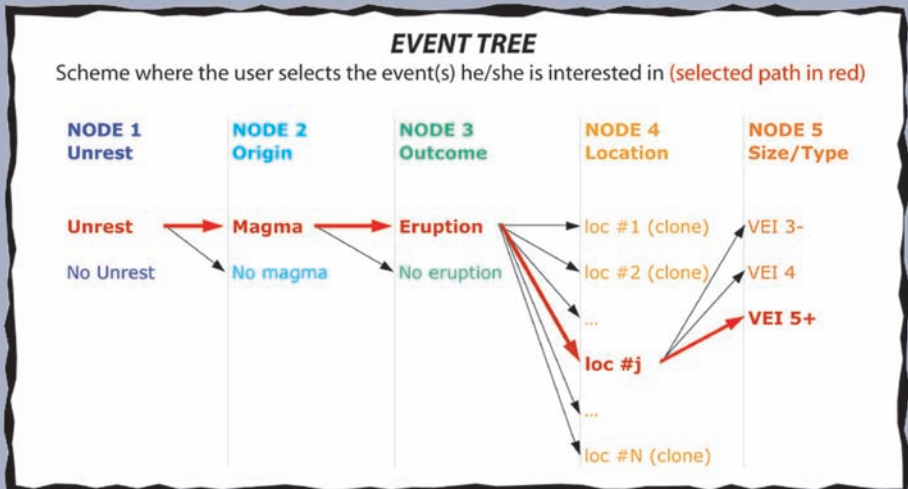 EVENT TREE
Scheme where the user selects the event(s) he/she is interested in (selected path in red)
NODE 1
Unrest
NODE 2
Origin
NODE 3
Outcome
NODE 4
Location
NODE 5
Size/Type
Unrest
Magma
Eruption
loc #1 (clone)
VEI 3-
No Unrest
No magma
No eruption
loc #2 (clone)
VEI 4
...
VEI 5+
loc #j
...
loc #N (clone)